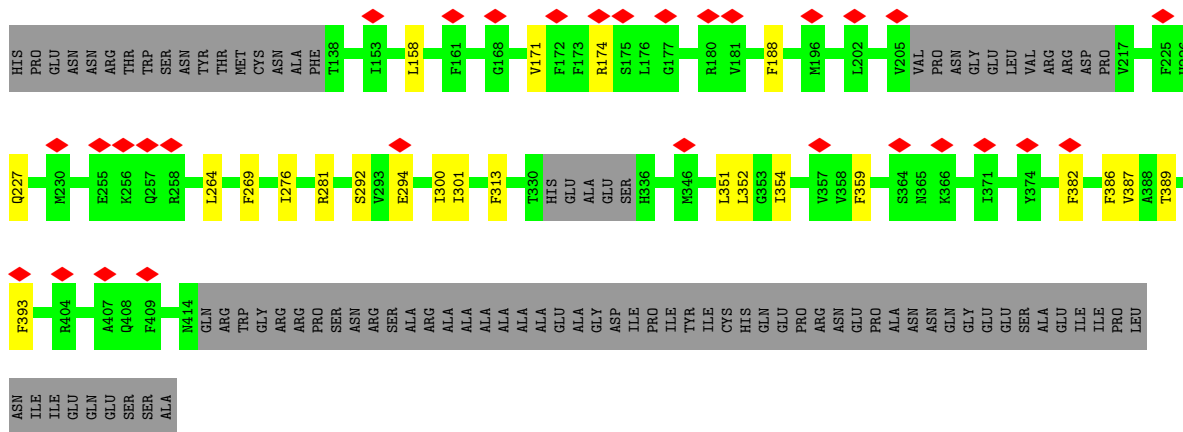 HIS PRO GLU ASN ASN ARG THR TRP SER ASN TYR THR MET CYS ASN ALA PHE T138 I153 L158 F161 G168 V171 F172 F173 R174 S175 L176 G177 R180 V181 F188 M196 L202 V205 VAL PRO ASN GLY GLU LEU VAL ARG ARG ASP PRO V217 F225
Q227 M230 E255 K256 Q257 R258 L264 F269 I276 R281 S292 V293 E294 I300 I301 F313 T330 HIS GLU ALA GLU SER H336 M346 L351 L352 G353 I354 V357 V358 F359 S364 N365 K366 I371 Y374 F382 F386 V387 A388 T389
F393 R404 A407 Q408 F409 N414 GLN ARG TRP GLY ARG ARG PRO SER ASN ARG SER ALA ARG ALA ALA ALA ALA ALA ALA GLU ALA GLY ASP ILE PRO ILE TYR ILE CYS HIS GLN GLU PRO ARG ASN GLU PRO ALA ASN ASN GLN GLY GLU GLU SER ALA GLU ILE ILE PRO LEU
ASN ILE ILE GLU GLN GLU SER SER ALA